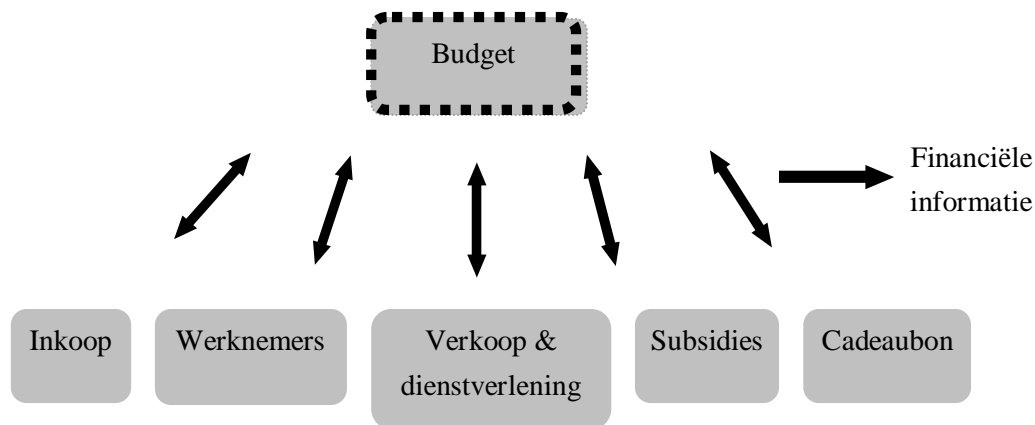 Budget
Financiële
informatie
Inkoop
Werknemers
Verkoop &
dienstverlening
Subsidies
Cadeaubon